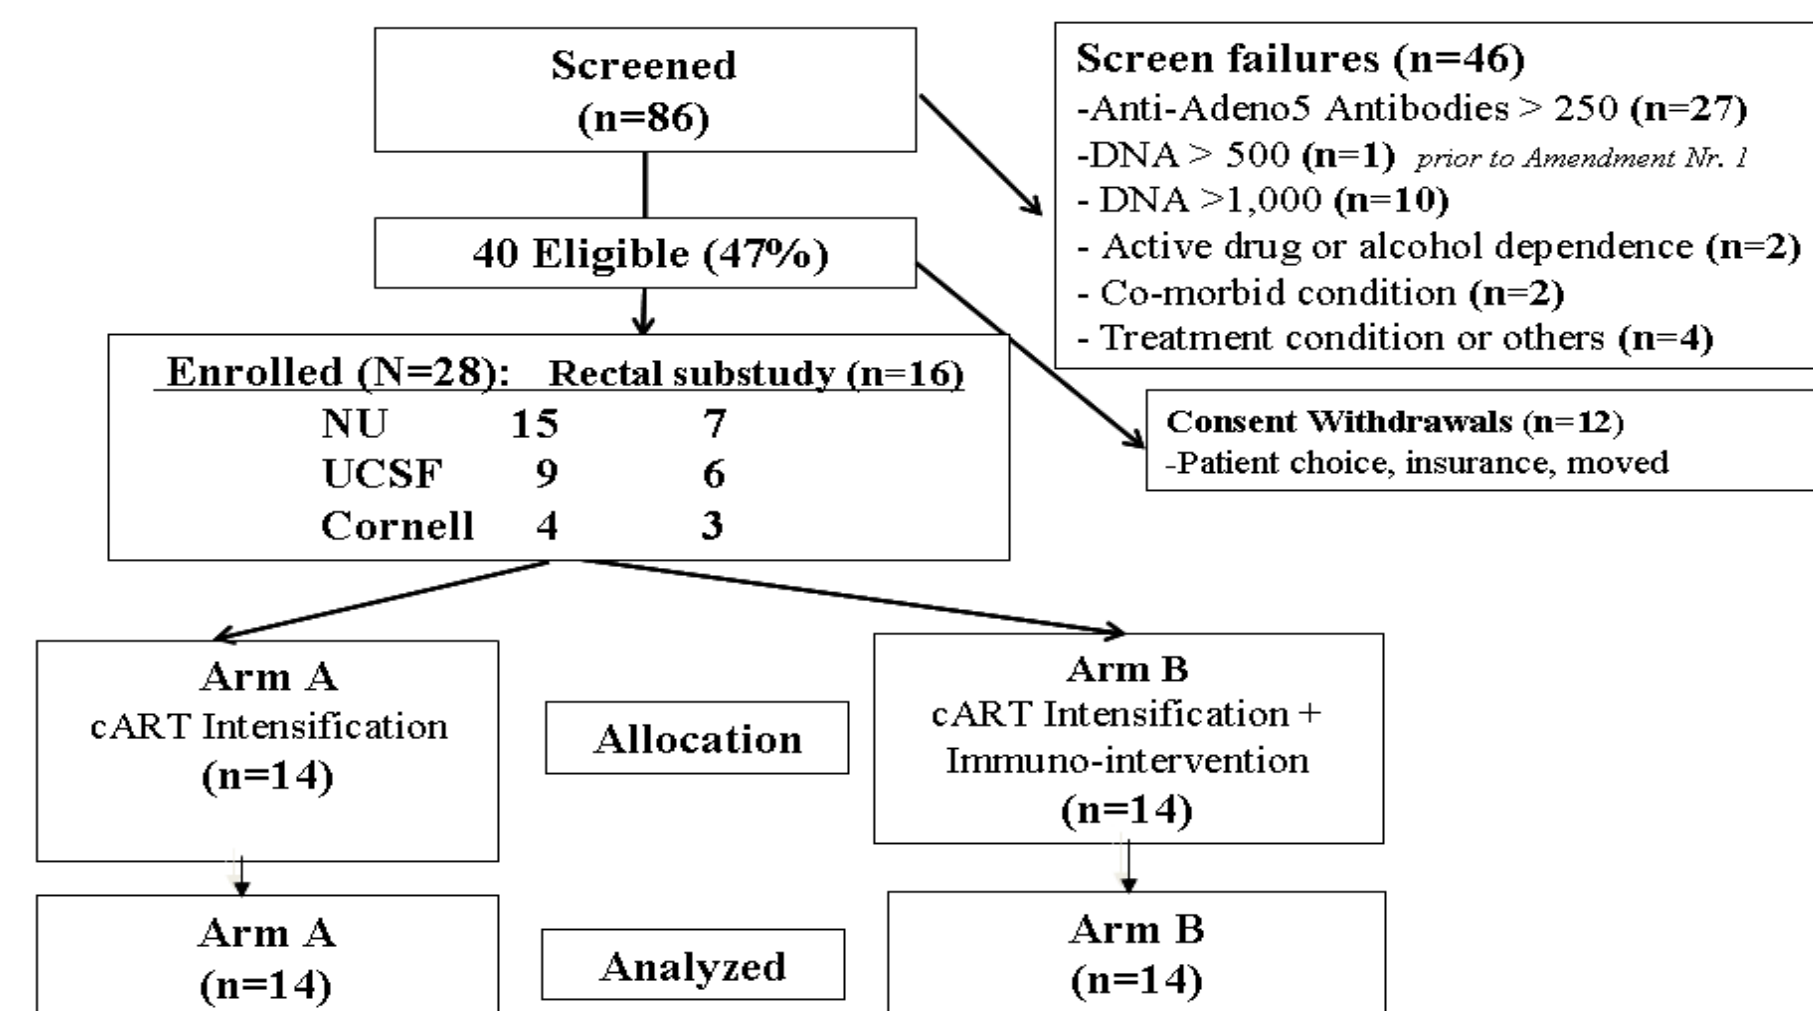 Screened
(n=86)
Screen failures (n=46)
-Anti-Adeno5 Antibodies > 250 (n=27)
-DNA > 500 (n=1) prior to Amendment Nr. 1
- DNA >1,000 (n=10)
- Active drug or alcohol dependence (n=2)
- Co-morbid condition (n=2)
- Treatment condition or others (n=4)
40 Eligible (47%)
Consent Withdrawals (n=12)
-Patient choice, insurance, moved
Enrolled (N=28): Rectal substudy (n=16)
NU 15 7
UCSF 9 6
Cornell 4 3
Arm A
cART Intensification
(n=14)
Allocation
Arm B
cART Intensification +
Immuno-intervention
(n=14)
Arm A
(n=14)
Analyzed
Arm B
(n=14)